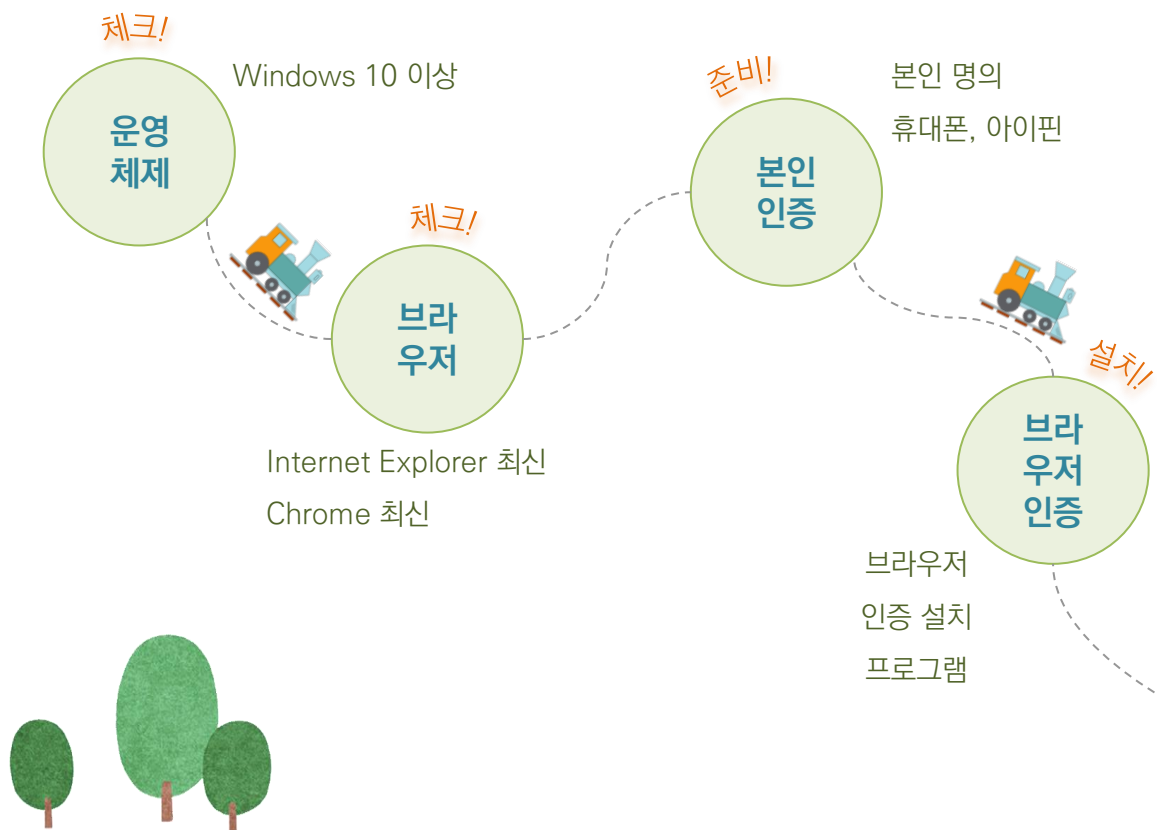 체크!
운영
체제
Windows 10 이상
체크!
브라
우저
Internet Explorer 최신
Chrome 최신
준비!
본인
인증
본인 명의
휴대폰, 아이핀
설치!
브라
우저
인증
브라우저
인증 설치
프로그램